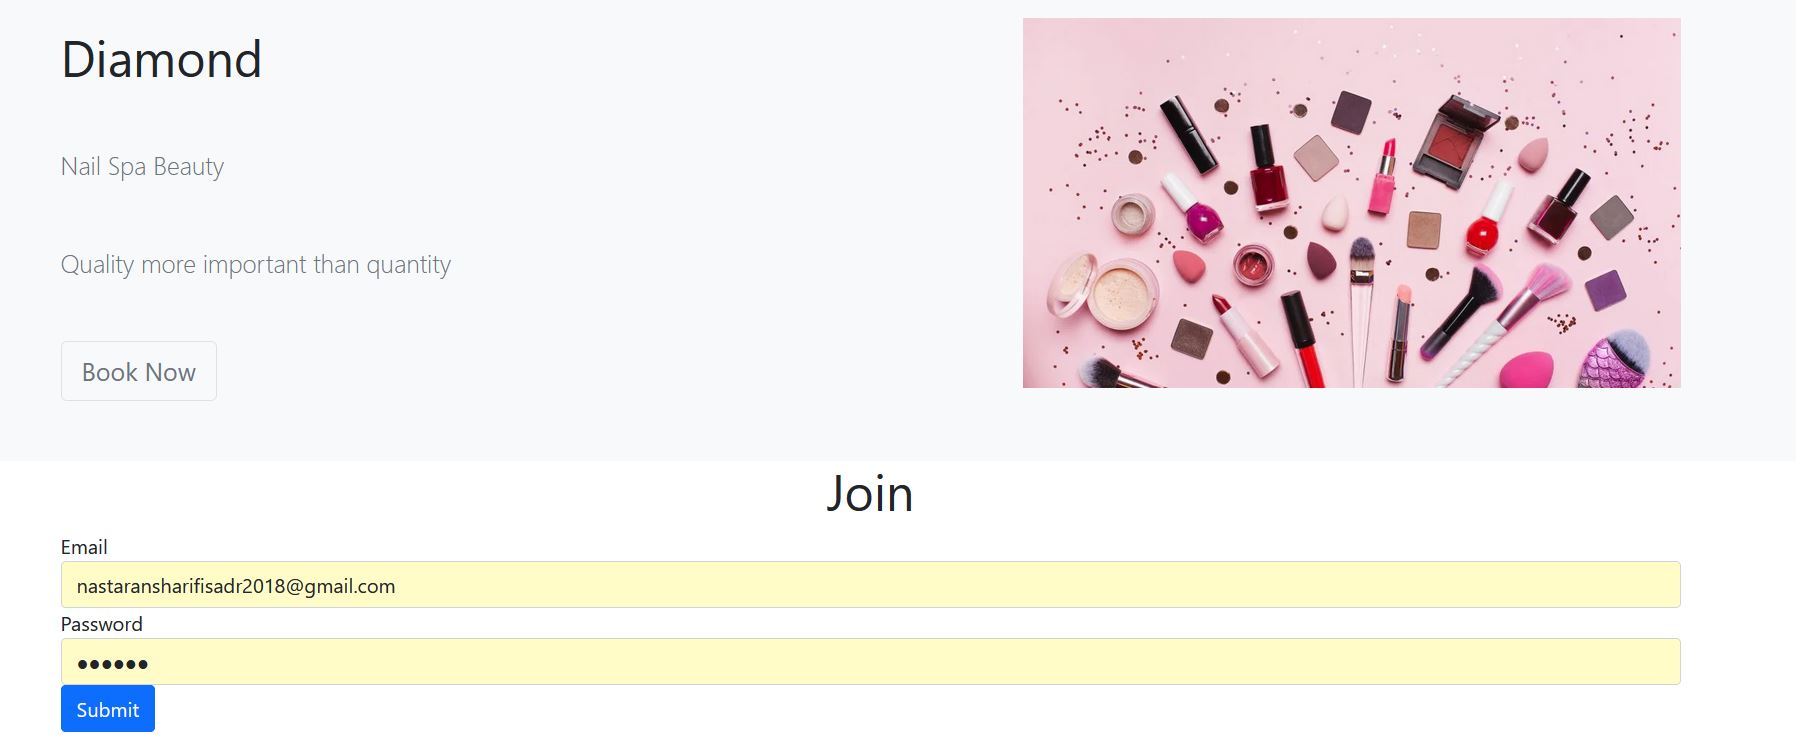 Diamond
Nail Spa Beauty
Quality more important than quantity
Book Now
Join
Email
nastaransharifisadr2018@gmail.com
Password
••••••
Submit